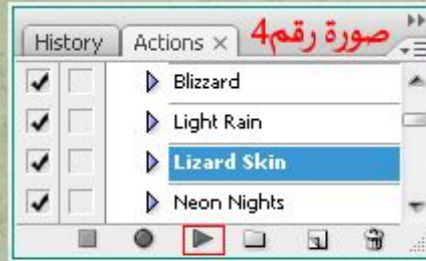 History Actions × صورة رقم4
Blizzard
Light Rain
Lizard Skin
Neon Nights